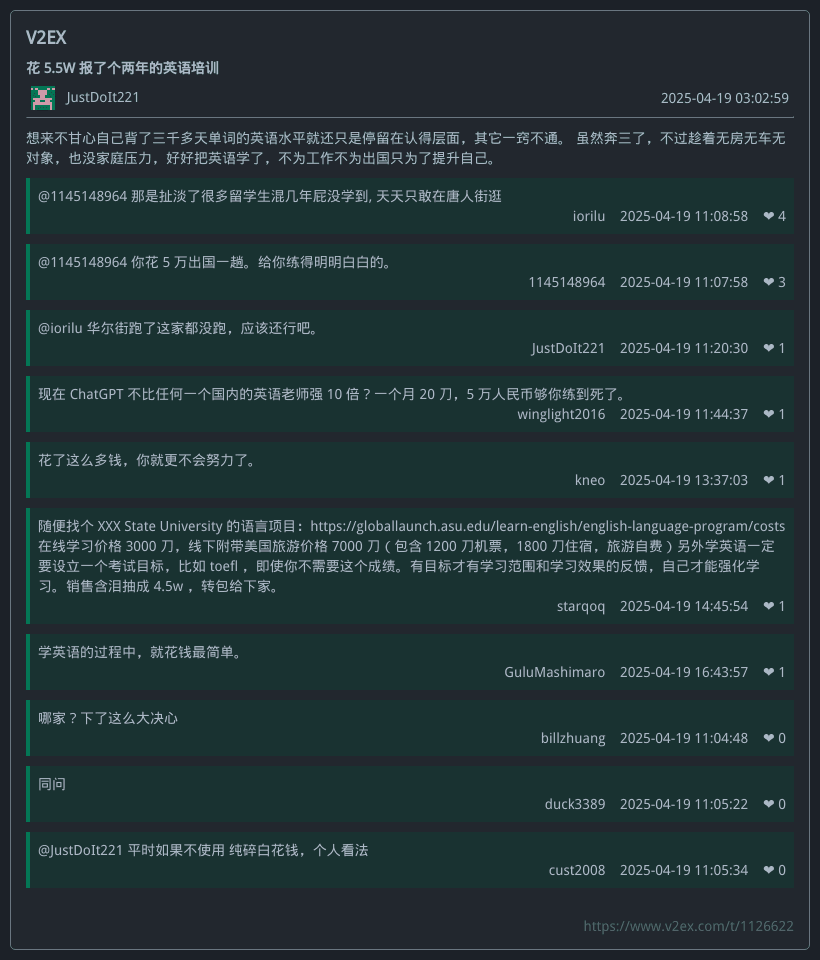 V2EX
花 5.5W 报了个两年的英语培训
JustDoIt221 2025-04-19 03:02:59
想来不甘心自己背了三千多天单词的英语水平就还只是停留在认得层面，其它一窍不通。 虽然奔三了，不过趁着无房无车无
对象，也没家庭压力，好好把英语学了，不为工作不为出国只为了提升自己。
@1145148964 那是扯淡了很多留学生混几年屁没学到, 天天只敢在唐人街逛
iorilu 2025-04-19 11:08:58 ❤ 4
@1145148964 你花 5 万出国一趟。给你练得明明白白的。
1145148964 2025-04-19 11:07:58 ❤ 3
@iorilu 华尔街跑了这家都没跑，应该还行吧。
JustDoIt221 2025-04-19 11:20:30 ❤ 1
现在 ChatGPT 不比任何一个国内的英语老师强 10 倍？一个月 20 刀，5 万人民币够你练到死了。
winglight2016 2025-04-19 11:44:37 ❤ 1
花了这么多钱，你就更不会努力了。
kneo 2025-04-19 13:37:03 ❤ 1
随便找个 XXX State University 的语言项目：https://globallaunch.asu.edu/learn-english/english-language-program/costs
在线学习价格 3000 刀，线下附带美国旅游价格 7000 刀（包含 1200 刀机票，1800 刀住宿，旅游自费）另外学英语一定
要设立一个考试目标，比如 toefl ，即使你不需要这个成绩。有目标才有学习范围和学习效果的反馈，自己才能强化学
习。销售含泪抽成 4.5w ，转包给下家。
starqoq 2025-04-19 14:45:54 ❤ 1
学英语的过程中，就花钱最简单。
GuluMashimaro 2025-04-19 16:43:57 ❤ 1
哪家？下了这么大决心
billzhuang 2025-04-19 11:04:48 ❤ 0
同问
duck3389 2025-04-19 11:05:22 ❤ 0
@JustDoIt221 平时如果不使用 纯碎白花钱，个人看法
cust2008 2025-04-19 11:05:34 ❤ 0
https://www.v2ex.com/t/1126622